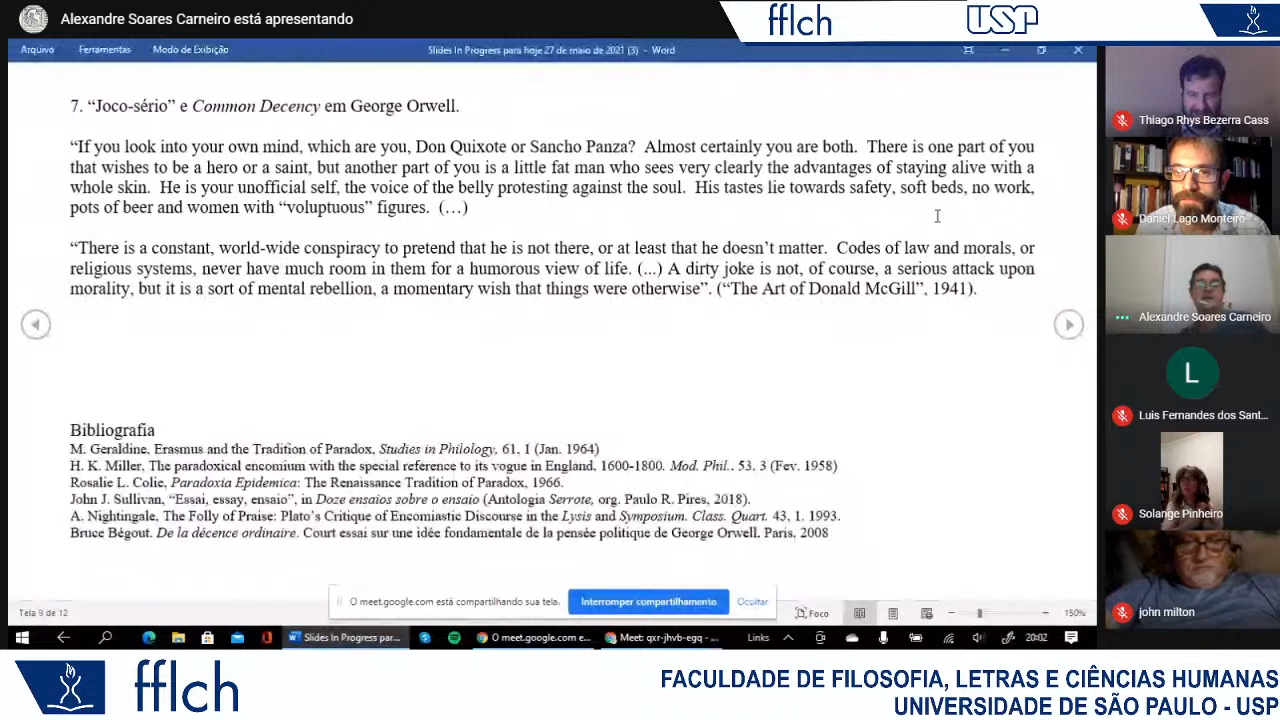 Alexandre Soares Carneiro está apresentando
fflch
USP
Arquivo Ferramentas Modo de Exibição
Slides In Progress para hoje 27 de maio de 2021 (3) - Word
7. “Joco-sério” e Common Decency em George Orwell.
“If you look into your own mind, which are you, Don Quixote or Sancho Panza? Almost certainly you are both. There is one part of you
that wishes to be a hero or a saint, but another part of you is a little fat man who sees very clearly the advantages of staying alive with a
whole skin. He is your unofficial self, the voice of the belly protesting against the soul. His tastes lie towards safety, soft beds, no work,
pots of beer and women with “voluptuous” figures. (…)
“There is a constant, world-wide conspiracy to pretend that he is not there, or at least that he doesn’t matter. Codes of law and morals, or
religious systems, never have much room in them for a humorous view of life. (...) A dirty joke is not, of course, a serious attack upon
morality, but it is a sort of mental rebellion, a momentary wish that things were otherwise”. (“The Art of Donald McGill”, 1941).
Bibliografia
M. Geraldine, Erasmus and the Tradition of Paradox, Studies in Philology, 61, 1 (Jan. 1964)
H. K. Miller, The paradoxical encomium with the special reference to its vogue in England, 1600-1800. Mod. Phil.. 53. 3 (Fev. 1958)
Rosalie L. Colie, Paradoxia Epidemica: The Renaissance Tradition of Paradox, 1966.
John J. Sullivan, “Essai, essay, ensaio”, in Doze ensaios sobre o ensaio (Antologia Serrote, org. Paulo R. Pires, 2018).
A. Nightingale, The Folly of Praise: Plato’s Critique of Encomiastic Discourse in the Lysis and Symposium. Class. Quart. 43, 1. 1993.
Bruce Bégout. De la décence ordinaire. Court essai sur une idée fondamentale de la pensée politique de George Orwell. Paris, 2008
O meet.google.com está compartilhando sua tela.
Interromper compartilhamento
Ocultar
Tela 9 de 12
Foco
150%
Slides In Progress par...
O meet.google.com e...
Meet: qxr-jhvb-egq - ...
Links
20:02
Thiago Rhys Bezerra Cass
Daniel Lago Monteiro
Alexandre Soares Carneiro
L
Luis Fernandes dos Sant...
Solange Pinheiro
john milton
fflch
FACULDADE DE FILOSOFIA, LETRAS E CIÊNCIAS HUMANAS
UNIVERSIDADE DE SÃO PAULO - USP